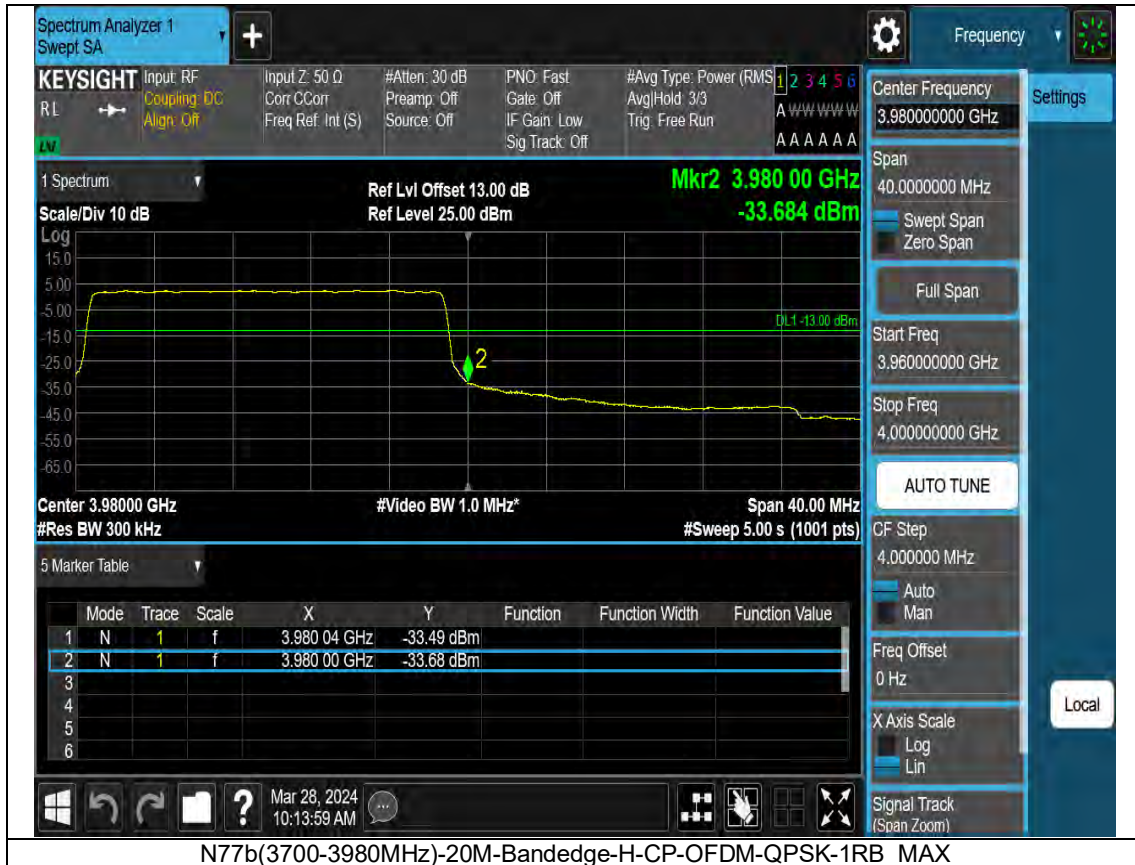 Spectrum Analyzer 1
Swept SA
+
Frequency
KEYSIGHT
RL
Input: RF
Coupling: DC
Align: Off
Input Z: 50 Ω
Corr CCorr
Freq Ref: Int (S)
#Atten: 30 dB
Preamp: Off
Source: Off
PNO: Fast
Gate: Off
IF Gain: Low
Sig Track: Off
#Avg Type: Power (RMS
Avg|Hold: 3/3
Trig: Free Run
1 2 3 4 5 6
A W W W W W
A A A A A A
1 Spectrum
Scale/Div 10 dB
Ref Lvl Offset 13.00 dB
Ref Level 25.00 dBm
Mkr2 3.980 00 GHz
-33.684 dBm
Log
15.0
5.00
-5.00
-15.0
-25.0
-35.0
-45.0
-55.0
-65.0
DL1 -13.00 dBm
2
Center 3.98000 GHz
#Video BW 1.0 MHz*
Span 40.00 MHz
#Res BW 300 kHz
#Sweep 5.00 s (1001 pts)
5 Marker Table
Mode Trace Scale X Y Function Function Width Function Value
1 N 1 f 3.980 04 GHz -33.49 dBm
2 N 1 f 3.980 00 GHz -33.68 dBm
3
4
5
6
Mar 28, 2024
10:13:59 AM
Center Frequency
3.980000000 GHz
Settings
Span
40.0000000 MHz
Swept Span
Zero Span
Full Span
Start Freq
3.960000000 GHz
Stop Freq
4.000000000 GHz
AUTO TUNE
CF Step
4.000000 MHz
Auto
Man
Freq Offset
0 Hz
X Axis Scale
Log
Lin
Local
Signal Track
(Span Zoom)
N77b(3700-3980MHz)-20M-Bandedge-H-CP-OFDM-QPSK-1RB_MAX